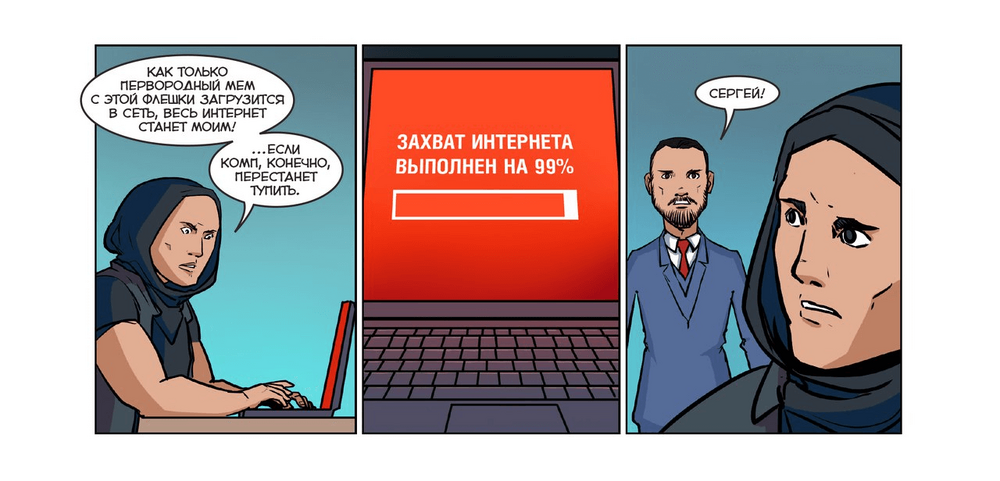 КАК ТОЛЬКО
ПЕРВОРОДНЫЙ МЕМ
С ЭТОЙ ФЛЕШКИ ЗАГРУЗИТСЯ
В СЕТЬ, ВЕСЬ ИНТЕРНЕТ
СТАНЕТ МОИМ!
...ЕСЛИ
КОМП, КОНЕЧНО,
ПЕРЕСТАНЕТ
ТУПИТЬ.
ЗАХВАТ ИНТЕРНЕТА
ВЫПОЛНЕН НА 99%
СЕРГЕЙ!